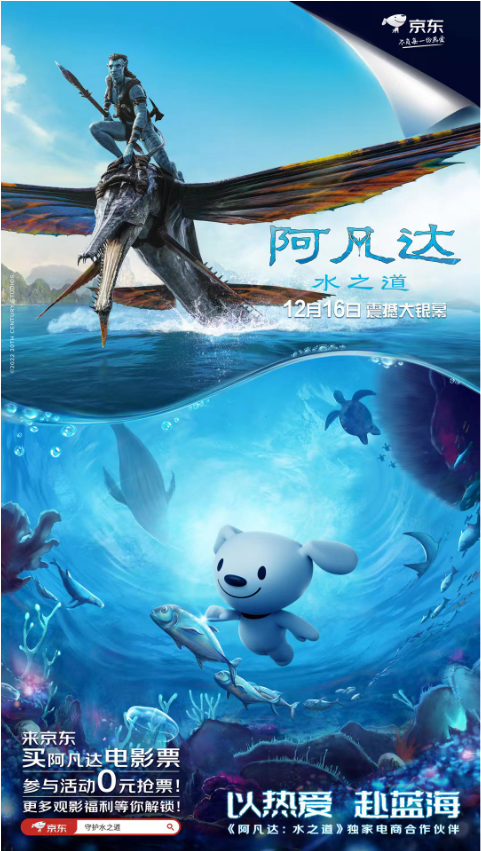 京东
不负每一份热爱
阿凡达
水之道
12月16日 震撼大银幕
©2022 20TH CENTURY STUDIOS
来京东
买阿凡达电影票
参与活动0元抢票!
更多观影福利等你解锁!
京东 守护水之道
以热爱 赴蓝海
《阿凡达：水之道》独家电商合作伙伴